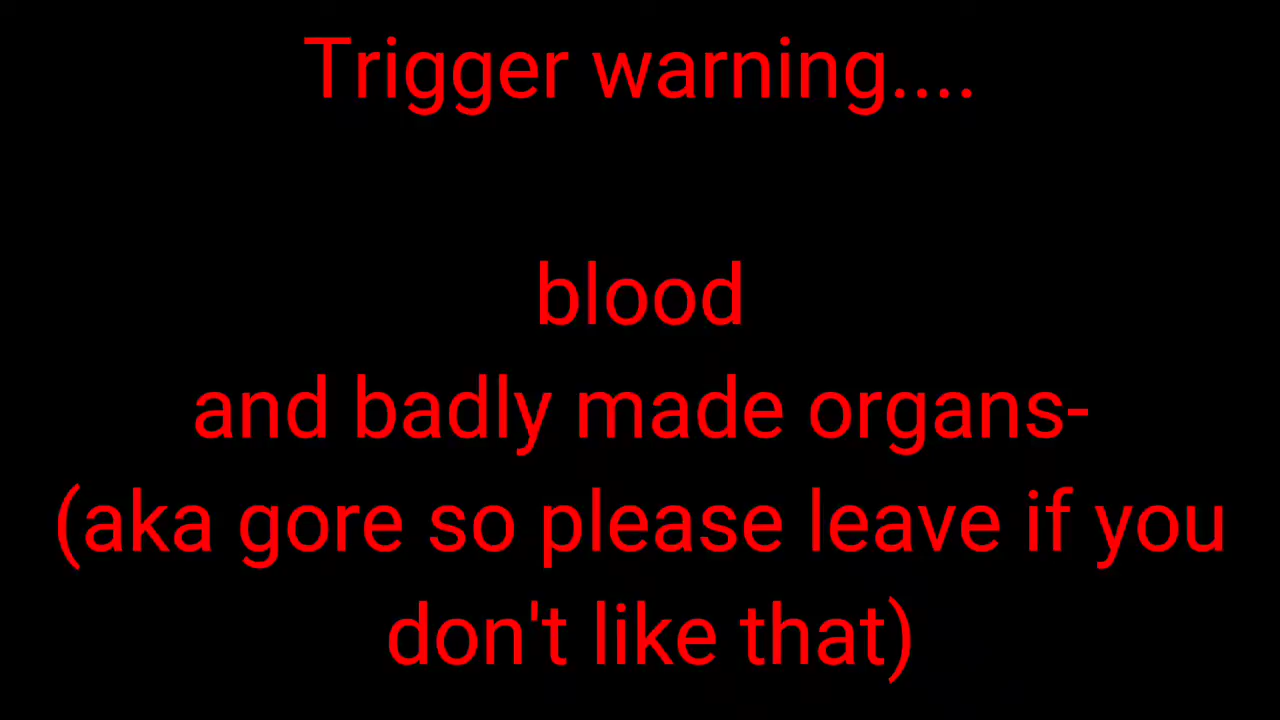 Trigger warning....
blood
and badly made organs-
(aka gore so please leave if you
don't like that)